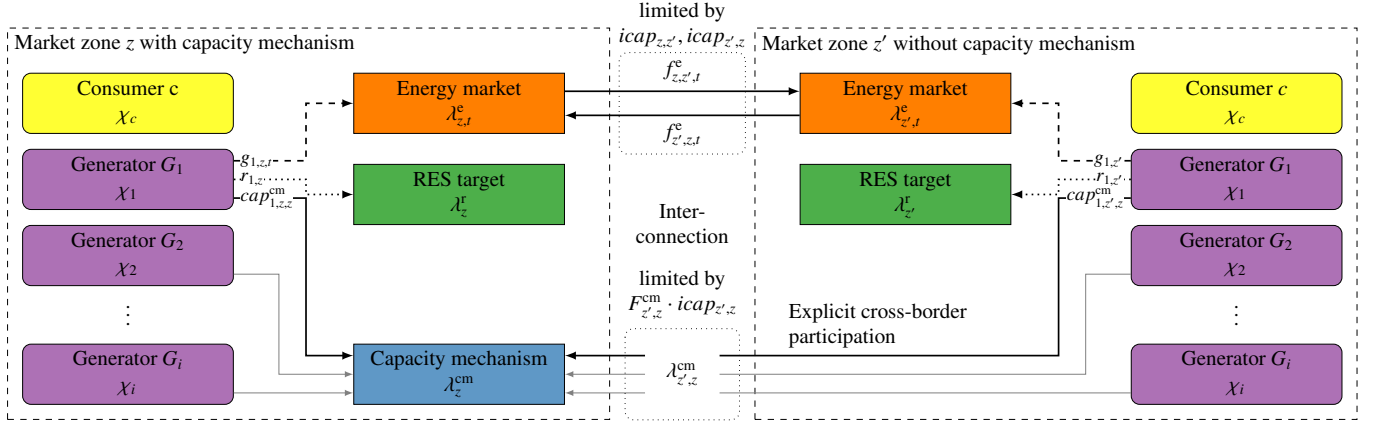 limited by
icap_{z,z′}, icap_{z′,z}
Market zone z with capacity mechanism
Consumer c
χ_c
Generator G_1
χ_1
Generator G_2
χ_2
⋮
Generator G_i
χ_i
g_{1,z,t}
r_{1,z}
cap^{cm}_{1,z,z}
Energy market
λ^e_{z,t}
RES target
λ^r_z
Capacity mechanism
λ^{cm}_z
f^e_{z,z′,t}
f^e_{z′,z,t}
Inter-
connection
limited by
F^{cm}_{z′,z} · icap_{z′,z}
λ^{cm}_{z′,z}
Market zone z′ without capacity mechanism
Energy market
λ^e_{z′,t}
RES target
λ^r_{z′}
Explicit cross-border
participation
g_{1,z′}
r_{1,z′}
cap^{cm}_{1,z′,z}
Consumer c
χ_c
Generator G_1
χ_1
Generator G_2
χ_2
⋮
Generator G_i
χ_i